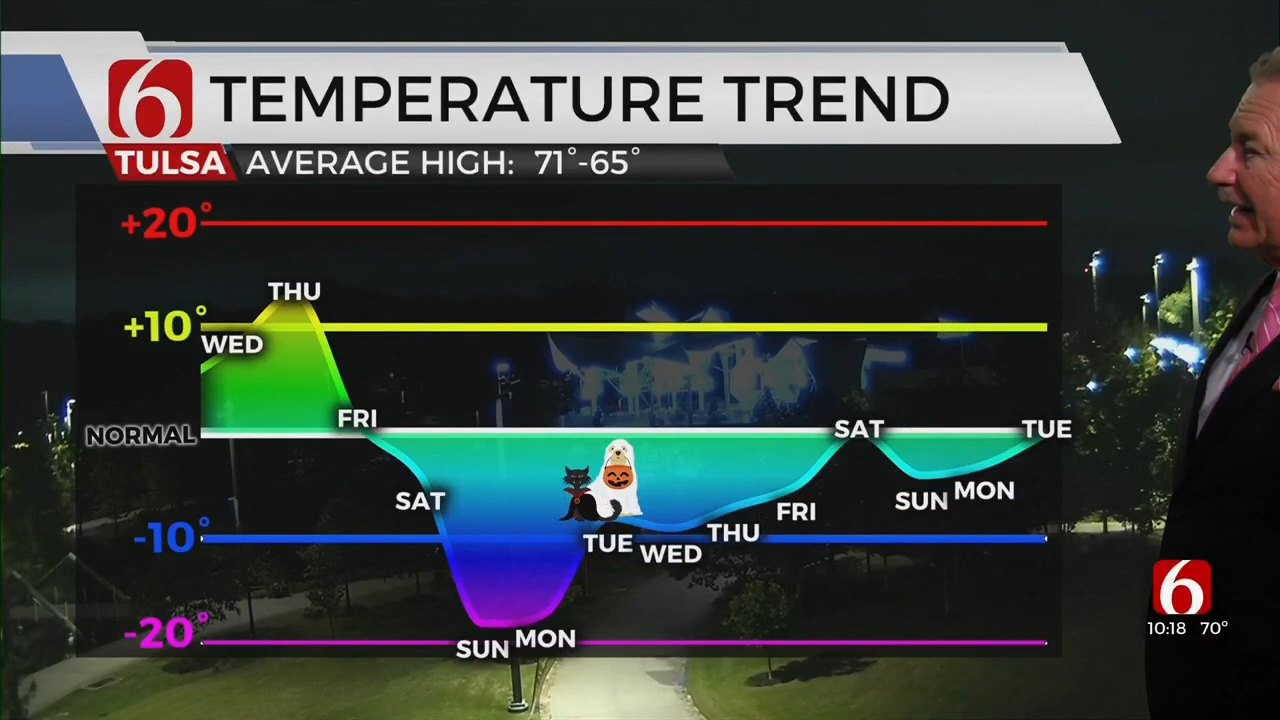 6 TEMPERATURE TREND
TULSA AVERAGE HIGH: 71°-65°
+20°
THU
+10°
WED
FRI
NORMAL
SAT
TUE
SAT
SUN
MON
FRI
-10°
TUE
WED
THU
-20°
SUN
MON
6
10:18 70°